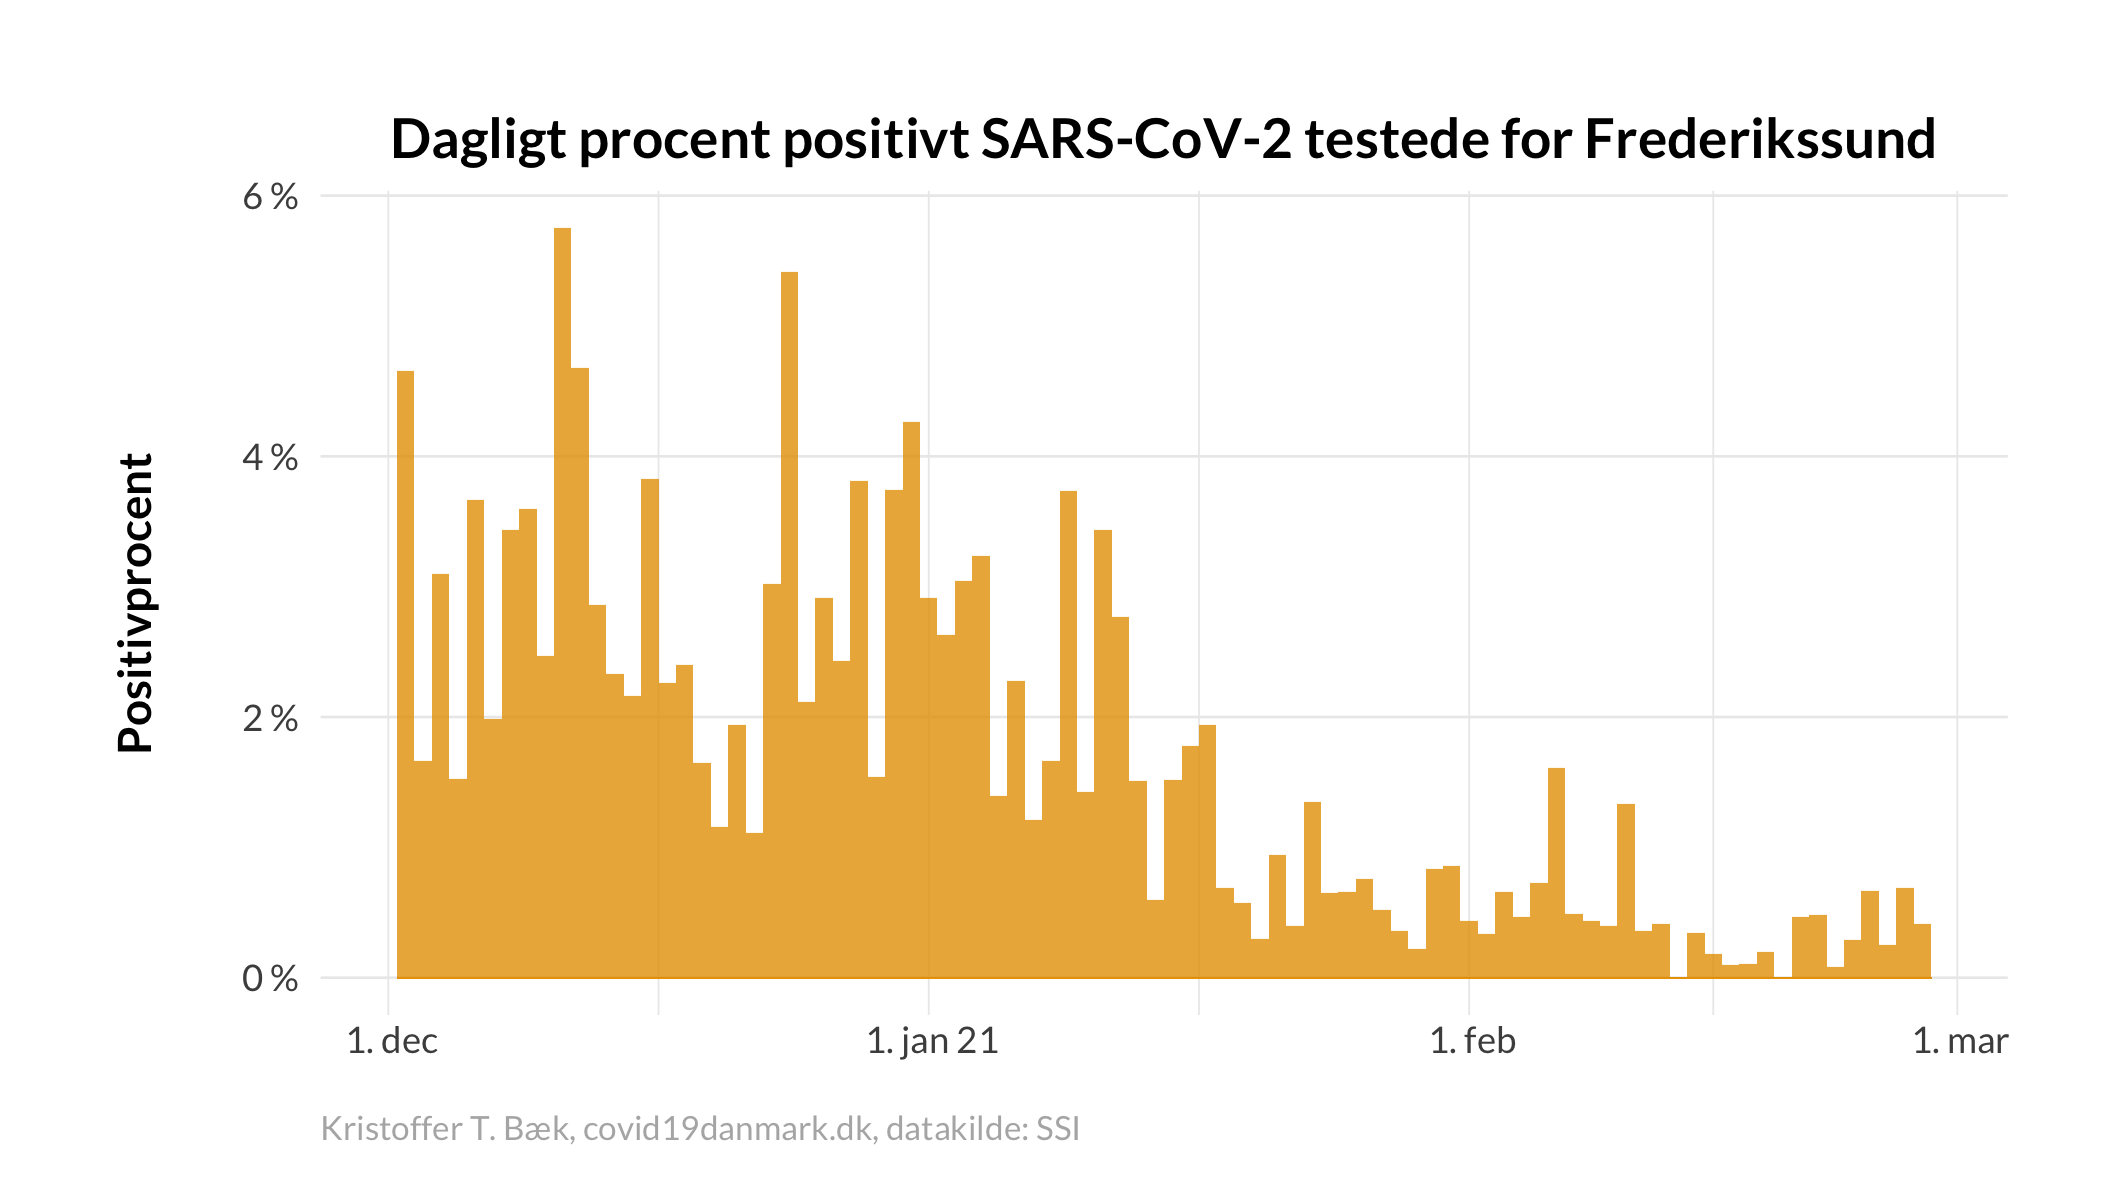 Dagligt procent positivt SARS-CoV-2 testede for Frederikssund
Positivprocent
6 %
4 %
2 %
0 %
1. dec
1. jan 21
1. feb
1. mar
Kristoffer T. Bæk, covid19danmark.dk, datakilde: SSI